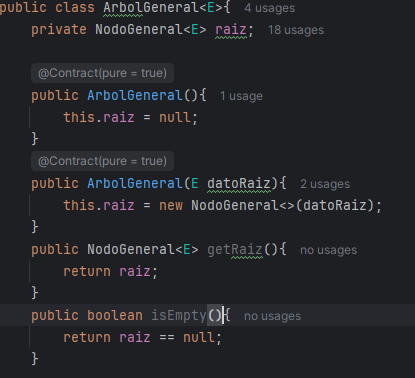 public class ArbolGeneral<E>{ 4 usages
    private NodoGeneral<E> raiz; 18 usages
    @Contract(pure = true)
    public ArbolGeneral(){ 1 usage
        this.raiz = null;
    }
    @Contract(pure = true)
    public ArbolGeneral(E datoRaiz){ 2 usages
        this.raiz = new NodoGeneral<>(datoRaiz);
    }
    public NodoGeneral<E> getRaiz(){ no usages
        return raiz;
    }
    public boolean isEmpty(){ no usages
        return raiz == null;
    }